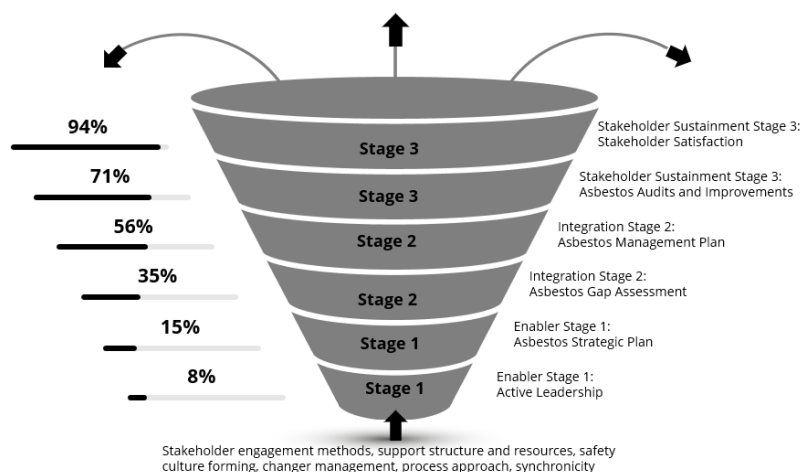 94%
Stage 3
Stakeholder Sustainment Stage 3:
Stakeholder Satisfaction
71%
Stage 3
Stakeholder Sustainment Stage 3:
Asbestos Audits and Improvements
56%
Stage 2
Integration Stage 2:
Asbestos Management Plan
35%
Stage 2
Integration Stage 2:
Asbestos Gap Assessment
15%
Stage 1
Enabler Stage 1:
Asbestos Strategic Plan
8%
Stage 1
Enabler Stage 1:
Active Leadership
Stakeholder engagement methods, support structure and resources, safety
culture forming, changer management, process approach, synchronicity